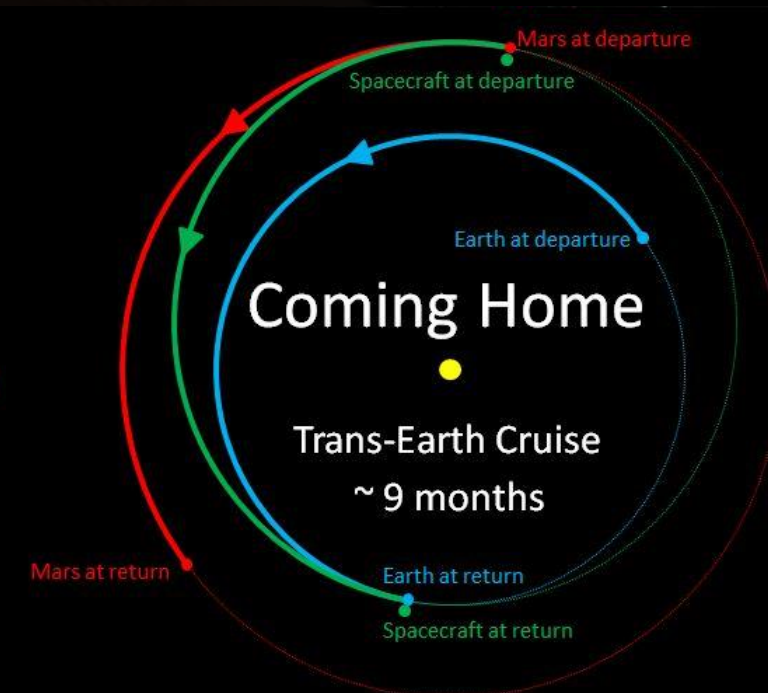 Mars at departure
Spacecraft at departure
Earth at departure
Coming Home
Trans-Earth Cruise
~ 9 months
Earth at return
Mars at return
Spacecraft at return